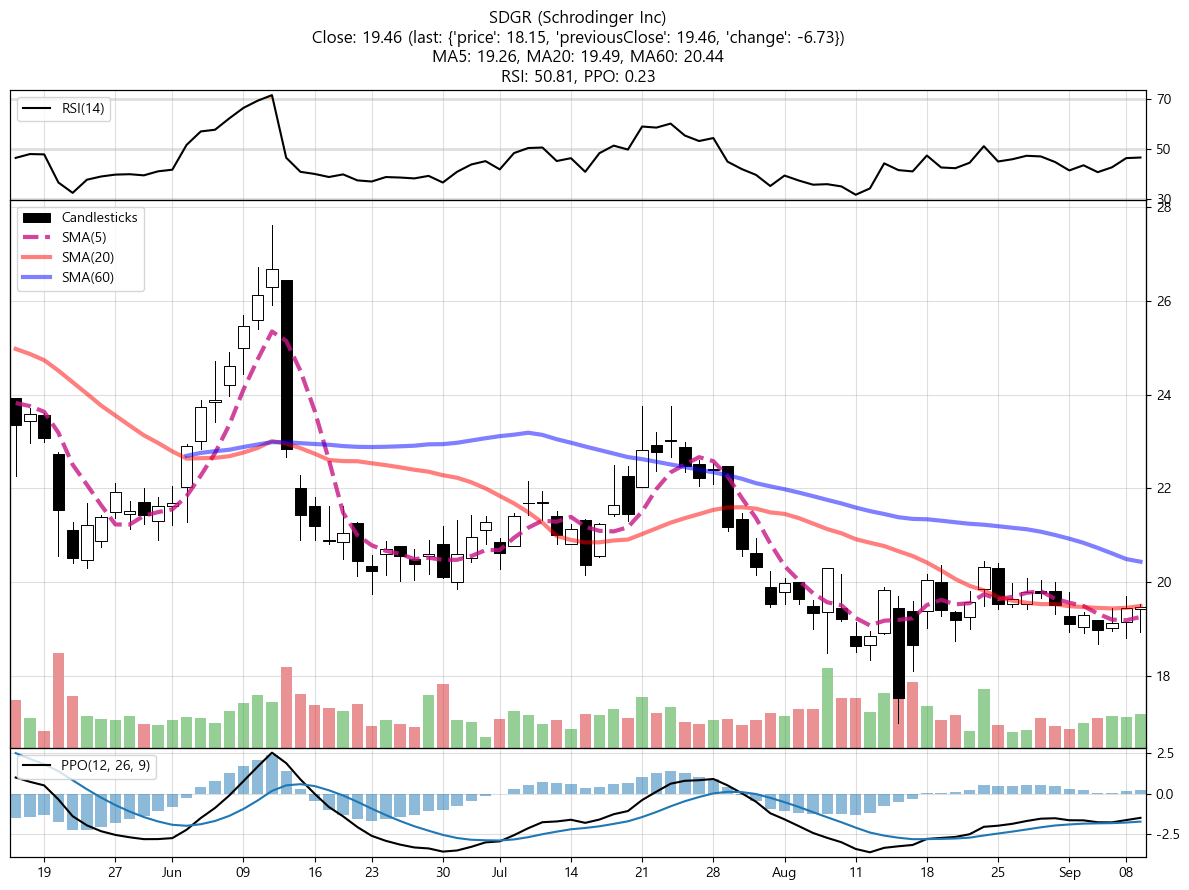 SDGR (Schrodinger Inc)
Close: 19.46 (last: {'price': 18.15, 'previousClose': 19.46, 'change': -6.73})
MA5: 19.26, MA20: 19.49, MA60: 20.44
RSI: 50.81, PPO: 0.23
RSI(14)
70
50
30
Candlesticks
SMA(5)
SMA(20)
SMA(60)
28
26
24
22
20
18
PPO(12, 26, 9)
2.5
0.0
-2.5
19 27 Jun 09 16 23 30 Jul 14 21 28 Aug 11 18 25 Sep 08